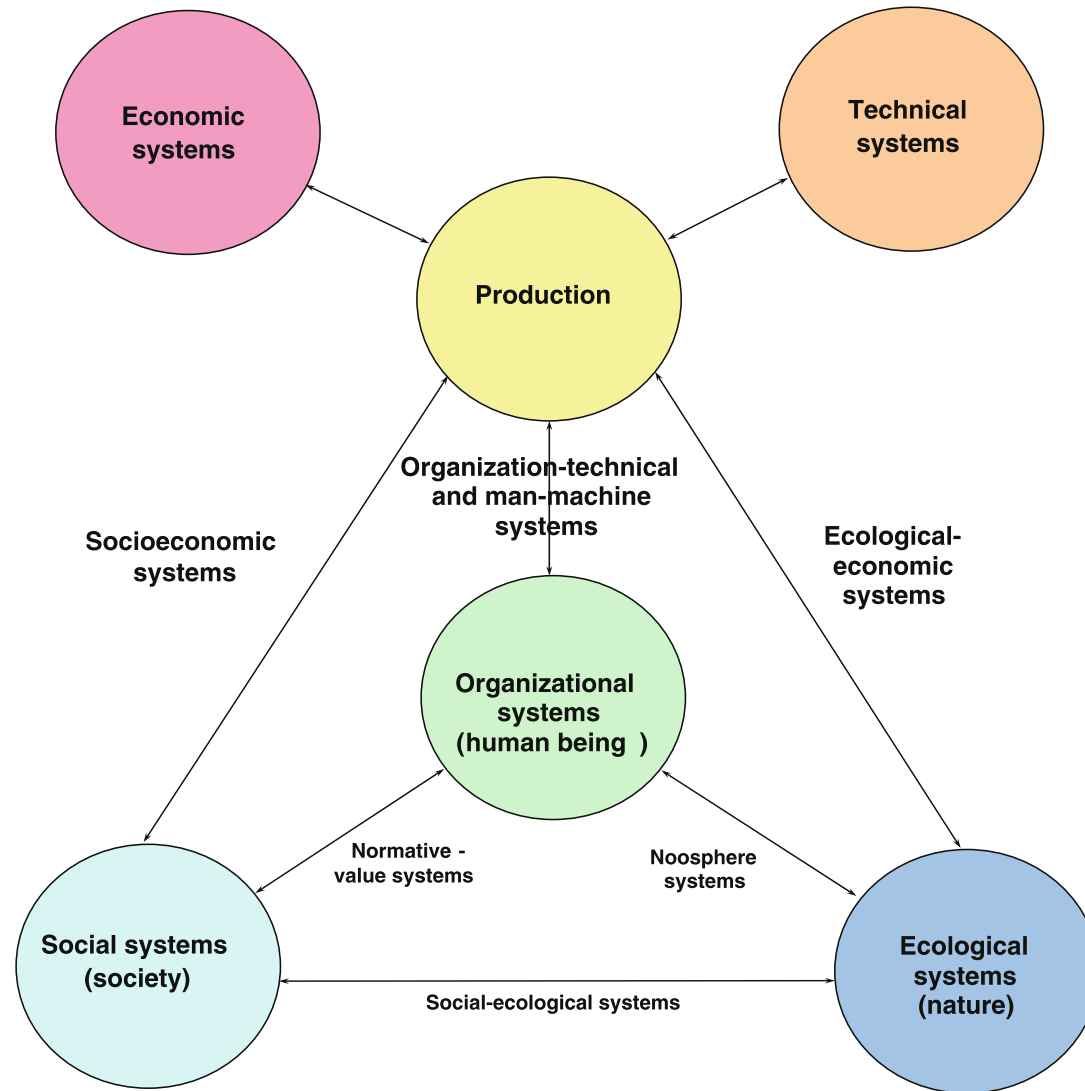 Economic
systems
Technical
systems
Production
Organization-technical
and man-machine
systems
Socioeconomic
systems
Ecological-
economic
systems
Organizational
systems
(human being )
Normative -
value systems
Noosphere
systems
Social systems
(society)
Ecological
systems
(nature)
Social-ecological systems